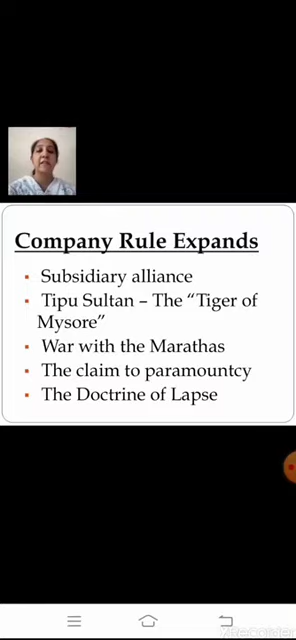 Company Rule Expands
▪ Subsidiary alliance
▪ Tipu Sultan – The “Tiger of
Mysore”
▪ War with the Marathas
▪ The claim to paramountcy
▪ The Doctrine of Lapse